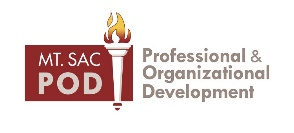 MT. SAC
POD
Professional &
Organizational
Development